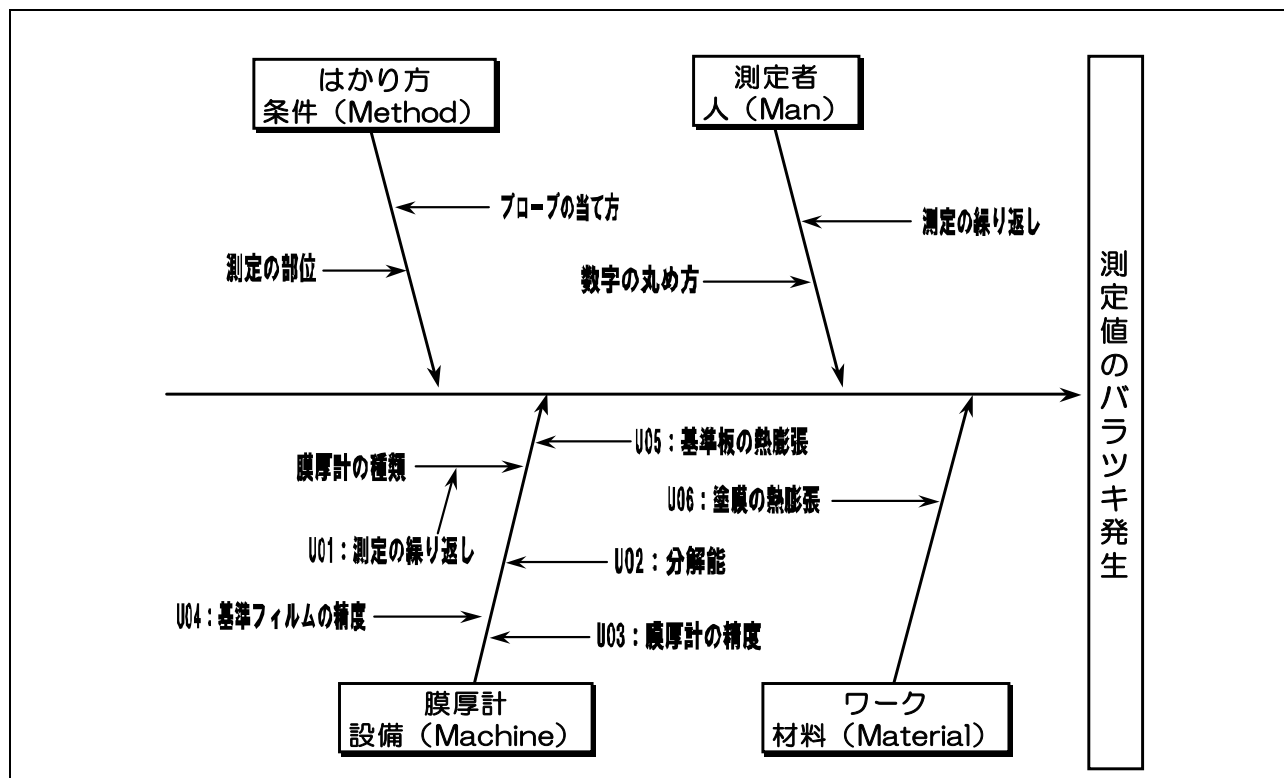 はかり方
条件（Method）
測定者
人（Man）
プローブの当て方
測定の繰り返し
測定の部位
数字の丸め方
測定値のバラツキ発生
U05：基準板の熱膨張
膜厚計の種類
U06：塗膜の熱膨張
U01：測定の繰り返し
U02：分解能
U04：基準フィルムの精度
U03：膜厚計の精度
膜厚計
設備（Machine）
ワーク
材料（Material）